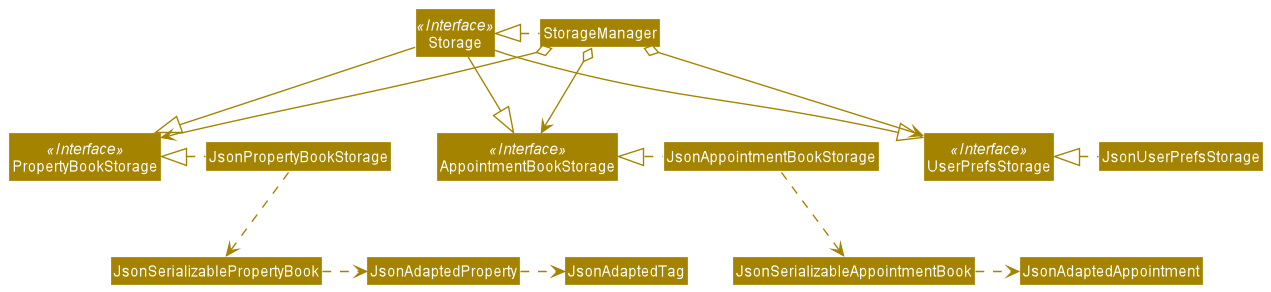 «Interface»
Storage
StorageManager
«Interface»
PropertyBookStorage
JsonPropertyBookStorage
«Interface»
AppointmentBookStorage
JsonAppointmentBookStorage
«Interface»
UserPrefsStorage
JsonUserPrefsStorage
JsonSerializablePropertyBook
JsonAdaptedProperty
JsonAdaptedTag
JsonSerializableAppointmentBook
JsonAdaptedAppointment